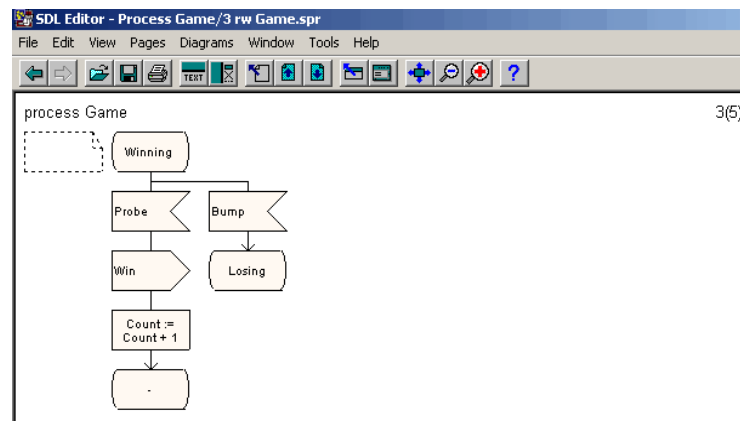 SDL Editor - Process Game/3 rw Game.spr
File Edit View Pages Diagrams Window Tools Help
TEXT ?
process Game 3(5)
Winning
Probe Bump
Win Losing
Count :=
Count + 1
-